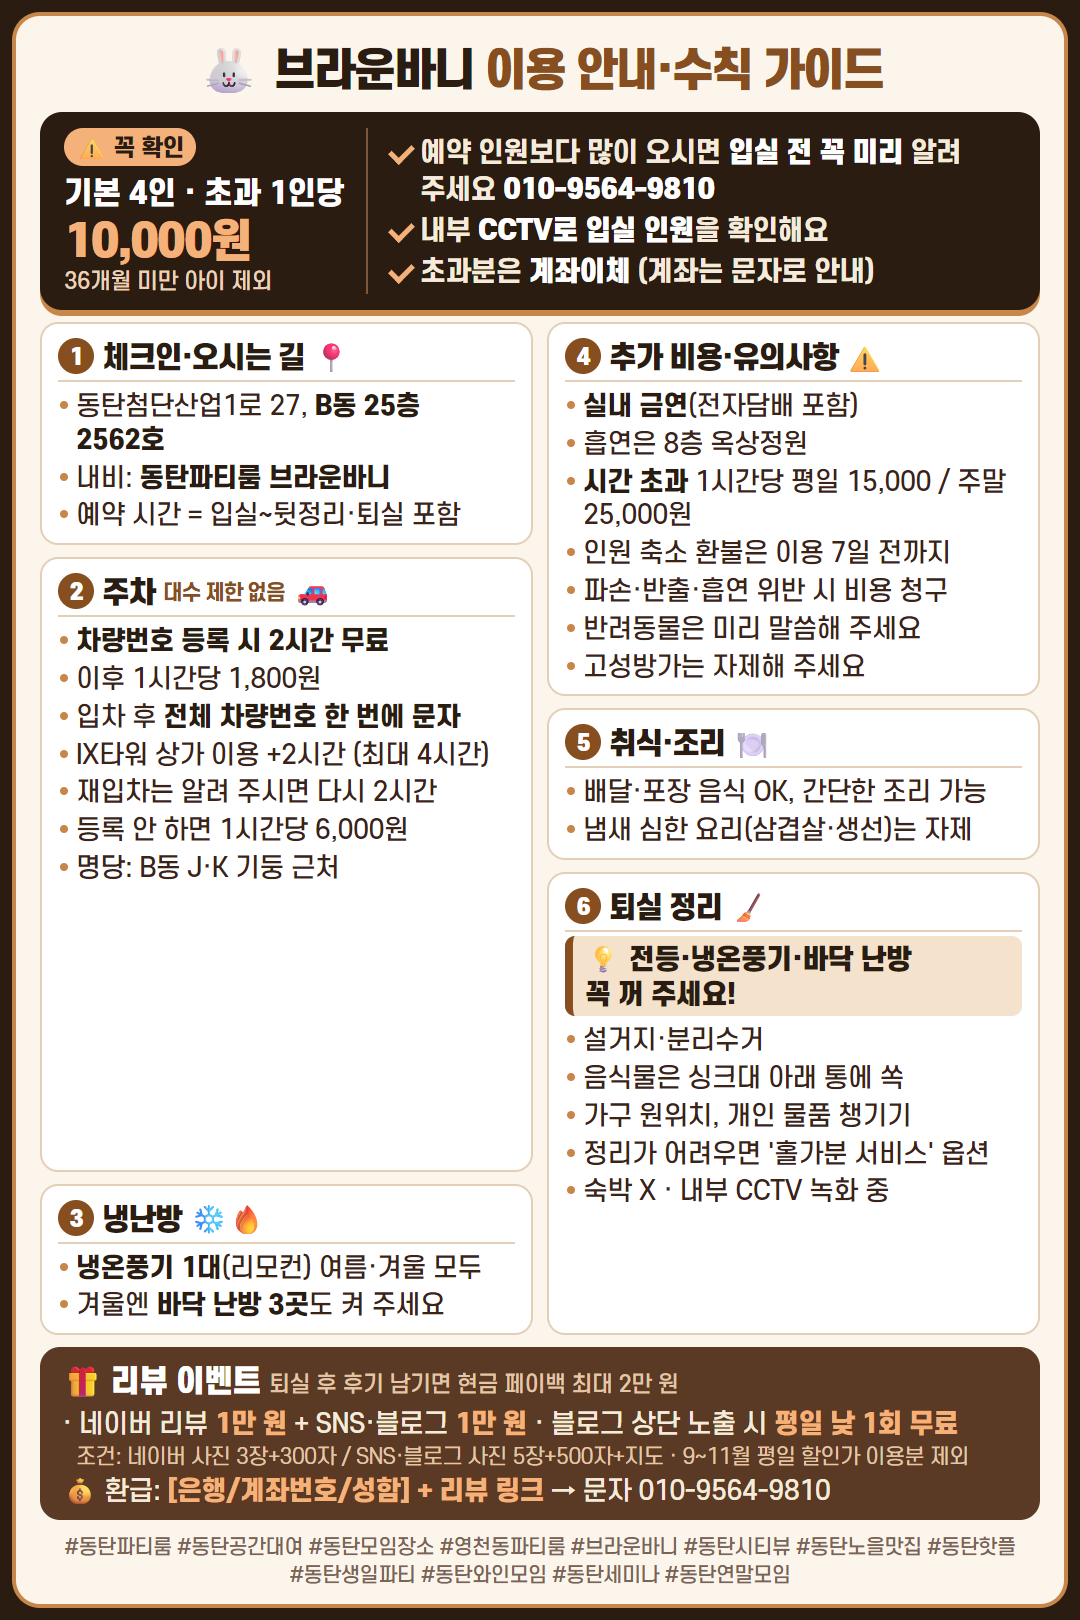 브라운바니 이용 안내·수칙 가이드
꼭 확인
기본 4인 · 초과 1인당
10,000원
36개월 미만 아이 제외
예약 인원보다 많이 오시면 입실 전 꼭 미리 알려
주세요 010-9564-9810
내부 CCTV로 입실 인원을 확인해요
초과분은 계좌이체 (계좌는 문자로 안내)
1 체크인·오시는 길
• 동탄첨단산업1로 27, B동 25층
2562호
• 내비: 동탄파티룸 브라운바니
• 예약 시간 = 입실~뒷정리·퇴실 포함
2 주차 대수 제한 없음
• 차량번호 등록 시 2시간 무료
• 이후 1시간당 1,800원
• 입차 후 전체 차량번호 한 번에 문자
• IX타워 상가 이용 +2시간 (최대 4시간)
• 재입차는 알려 주시면 다시 2시간
• 등록 안 하면 1시간당 6,000원
• 명당: B동 J·K 기둥 근처
3 냉난방
• 냉온풍기 1대(리모컨) 여름·겨울 모두
• 겨울엔 바닥 난방 3곳도 켜 주세요
4 추가 비용·유의사항
• 실내 금연(전자담배 포함)
• 흡연은 8층 옥상정원
• 시간 초과 1시간당 평일 15,000 / 주말
25,000원
• 인원 축소 환불은 이용 7일 전까지
• 파손·반출·흡연 위반 시 비용 청구
• 반려동물은 미리 말씀해 주세요
• 고성방가는 자제해 주세요
5 취식·조리
• 배달·포장 음식 OK, 간단한 조리 가능
• 냄새 심한 요리(삼겹살·생선)는 자제
6 퇴실 정리
전등·냉온풍기·바닥 난방
꼭 꺼 주세요!
• 설거지·분리수거
• 음식물은 싱크대 아래 통에 쏙
• 가구 원위치, 개인 물품 챙기기
• 정리가 어려우면 '홀가분 서비스' 옵션
• 숙박 X · 내부 CCTV 녹화 중
리뷰 이벤트 퇴실 후 후기 남기면 현금 페이백 최대 2만 원
· 네이버 리뷰 1만 원 + SNS·블로그 1만 원 · 블로그 상단 노출 시 평일 낮 1회 무료
조건: 네이버 사진 3장+300자 / SNS·블로그 사진 5장+500자+지도 · 9~11월 평일 할인가 이용분 제외
환급: [은행/계좌번호/성함] + 리뷰 링크 → 문자 010-9564-9810
#동탄파티룸 #동탄공간대여 #동탄모임장소 #영천동파티룸 #브라운바니 #동탄시티뷰 #동탄노을맛집 #동탄핫플
#동탄생일파티 #동탄와인모임 #동탄세미나 #동탄연말모임